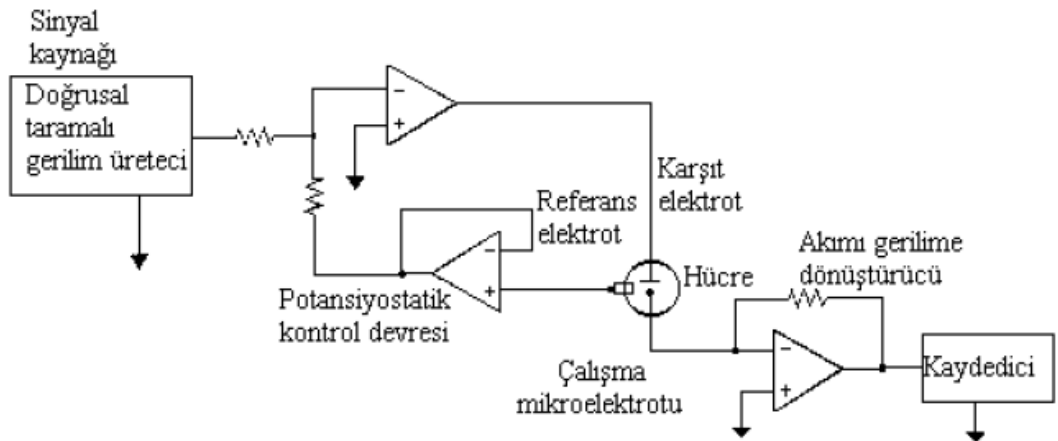 Sinyal
kaynağı
Doğrusal
taramalı
gerilim üreteci
−
+
Karşıt
elektrot
Referans
elektrot
−
+
Potansiyostatik
kontrol devresi
Hücre
Akımı gerilime
dönüştürücü
Çalışma
mikroelektrotu
−
+
Kaydedici